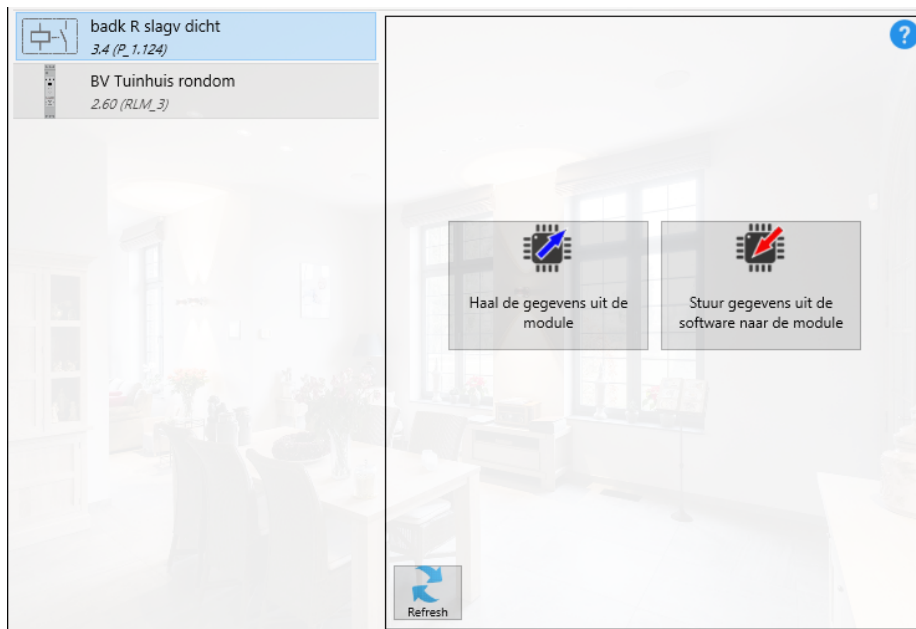 badk R slagv dicht
3.4 (P_1.124)
BV Tuinhuis rondom
2.60 (RLM_3)
?
Haal de gegevens uit de
module
Stuur gegevens uit de
software naar de module
Refresh